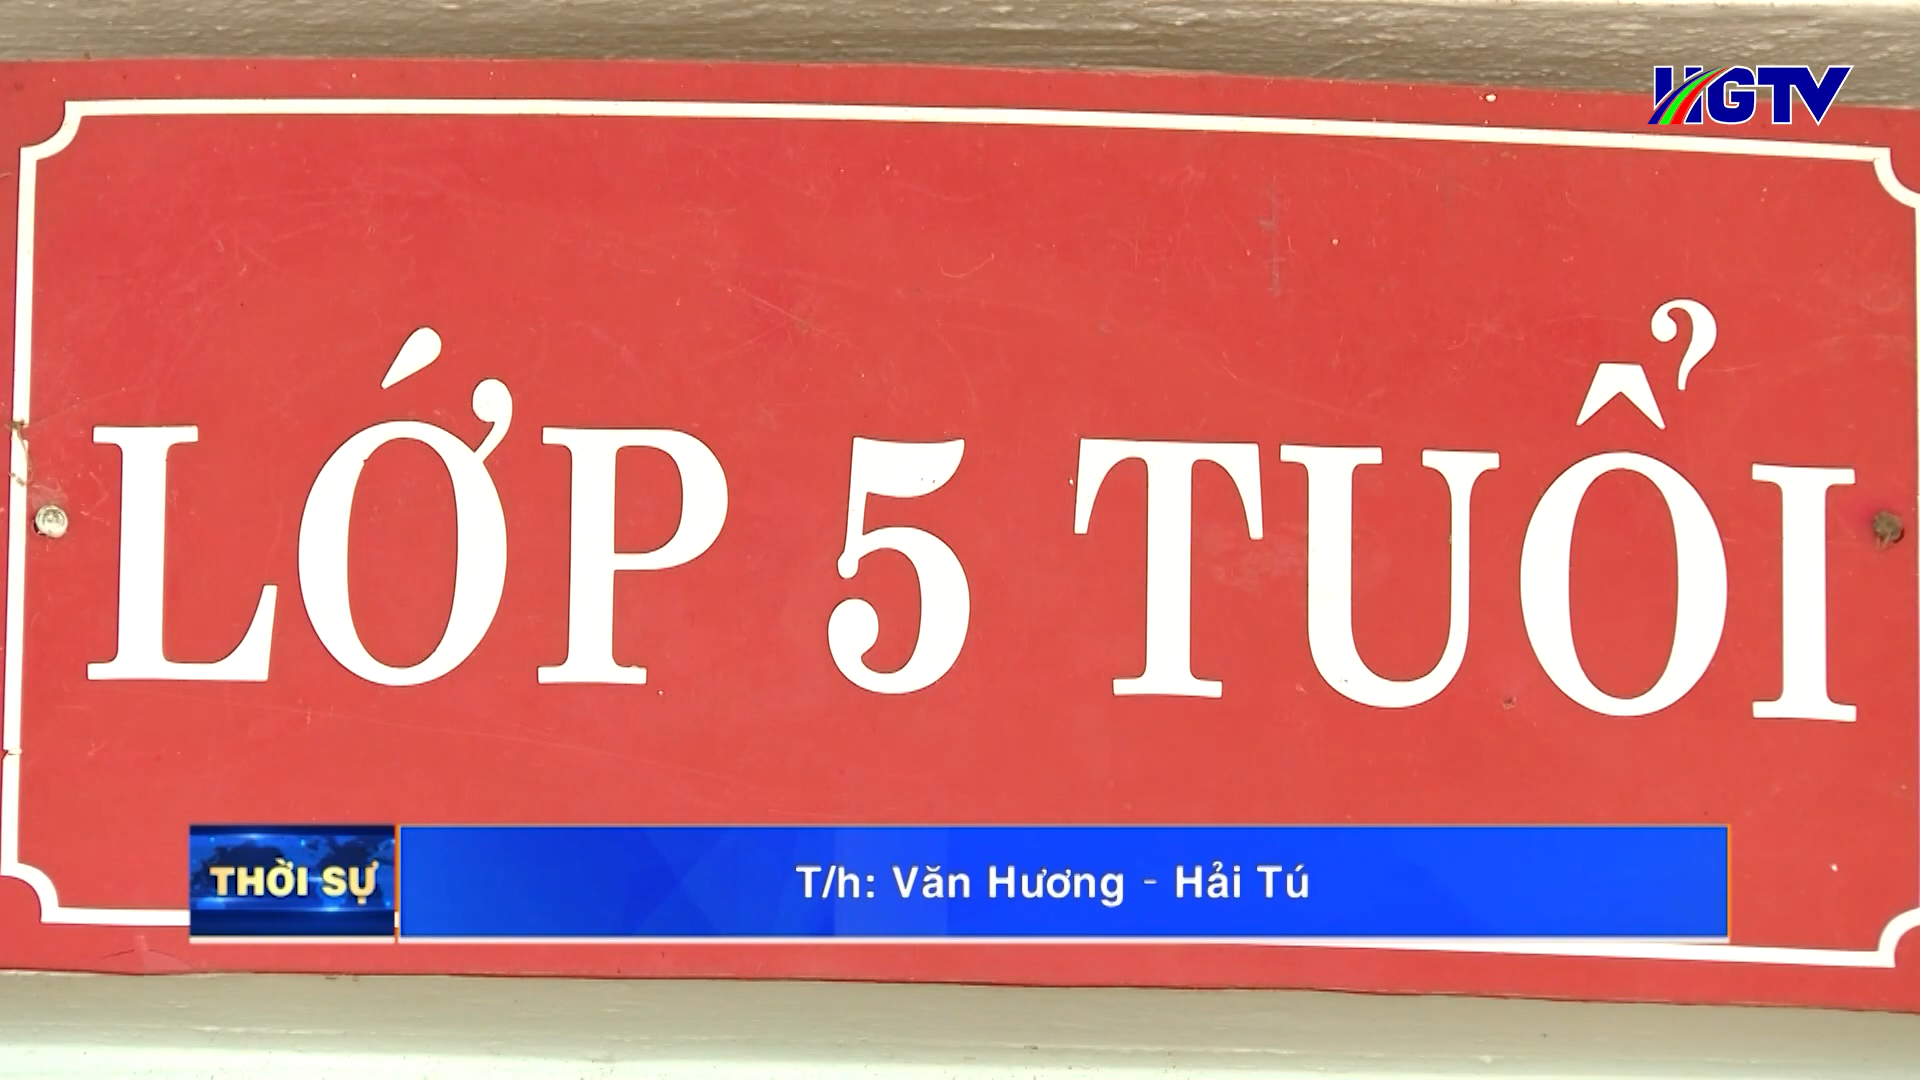 HGTV
LỚP 5 TUỔI
THỜI SỰ
T/h: Văn Hương - Hải Tú